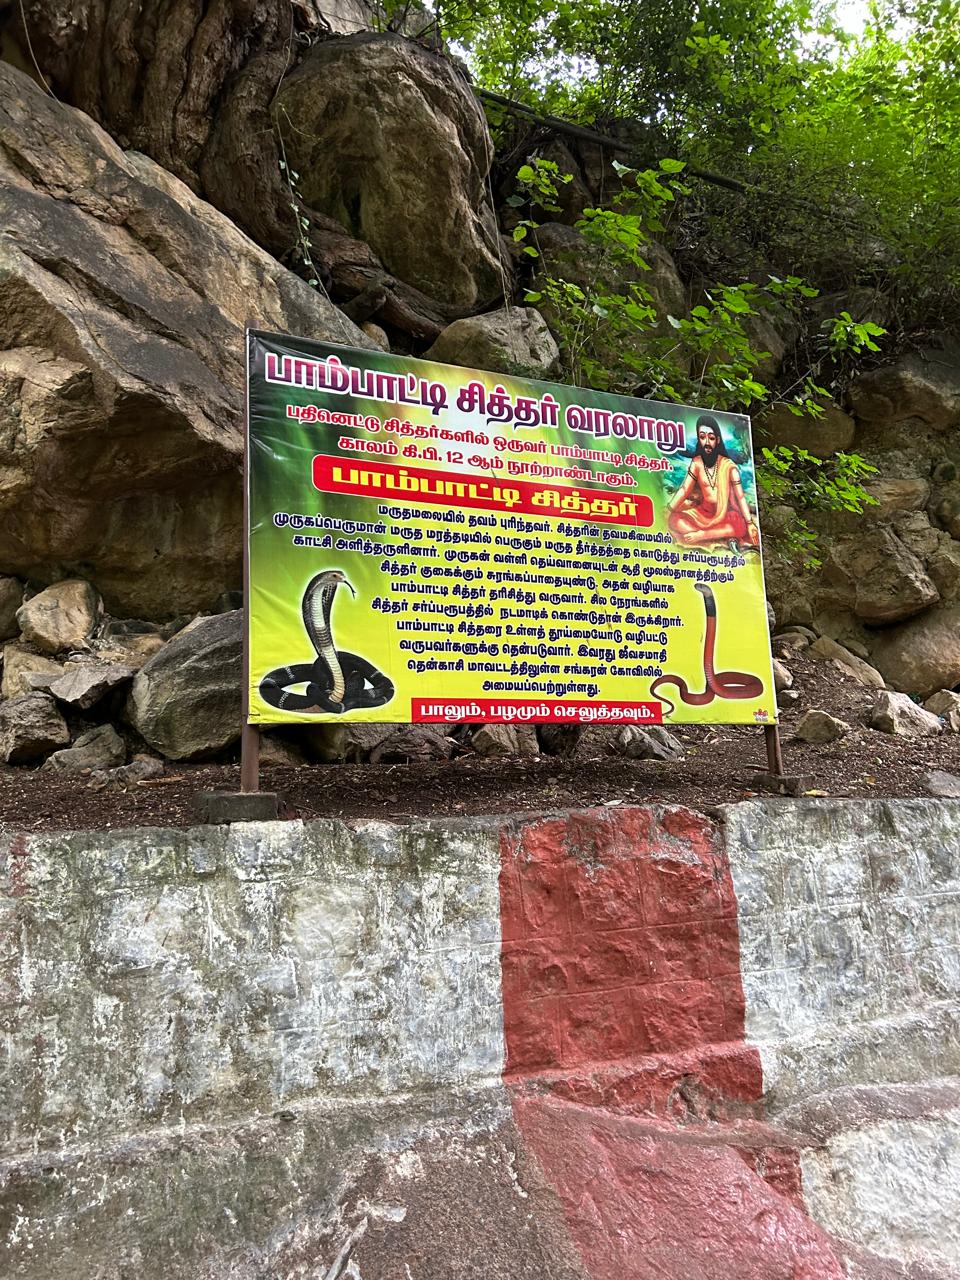 பாம்பாட்டி சித்தர் வரலாறு
பதினெட்டு சித்தர்களில் ஒருவர் பாம்பாட்டி சித்தர்.
காலம் கி.பி. 12 ஆம் நூற்றாண்டாகும்.
பாம்பாட்டி சித்தர்
மருதமலையில் தவம் புரிந்தவர். சித்தரின் தவமகிமையில்
முருகப்பெருமான் மருத மரத்தடியில் பெருகும் மருத தீர்த்தத்தை கொடுத்து சர்ப்பரூபத்தில்
காட்சி அளித்தருளினார். முருகன் வள்ளி தெய்வானையுடன் ஆதி மூலஸ்தானத்திற்கும்
சித்தர் குகைக்கும் சுரங்கப்பாதையுண்டு. அதன் வழியாக
பாம்பாட்டி சித்தர் தரிசித்து வருவார். சில நேரங்களில்
சித்தர் சர்ப்பரூபத்தில் நடமாடிக் கொண்டுதான் இருக்கிறார்.
பாம்பாட்டி சித்தரை உள்ளத் தூய்மையோடு வழிபட்டு
வருபவர்களுக்கு தென்படுவார். இவரது ஜீவசமாதி
தென்காசி மாவட்டத்திலுள்ள சங்கரன் கோவிலில்
அமையப்பெற்றுள்ளது.
பாலும், பழமும் செலுத்தவும்.